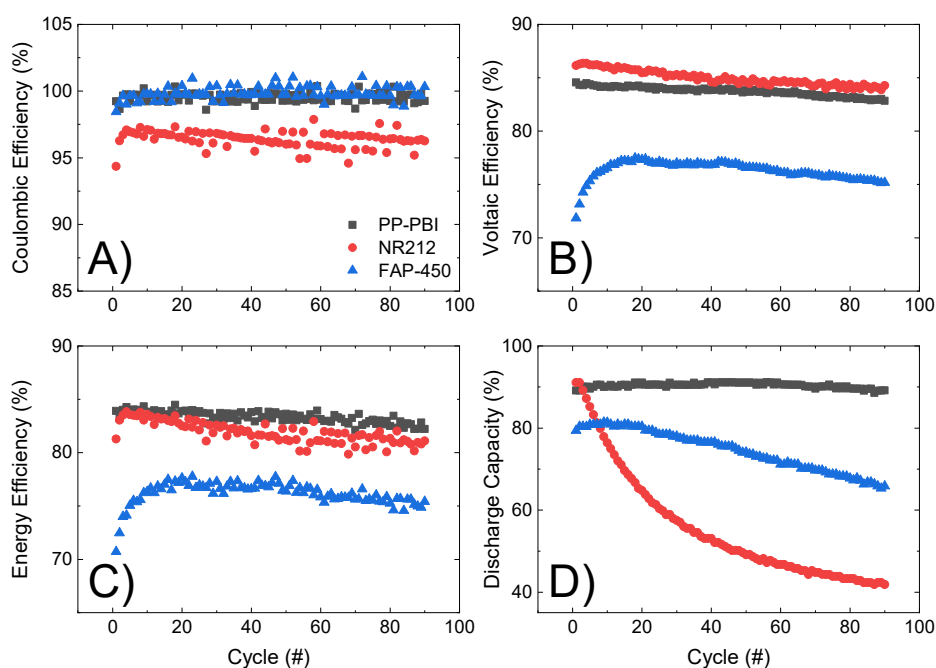 105
100
95
90
85
0 20 40 60 80 100
Coulombic Efficiency (%)
A)
PP-PBI
NR212
FAP-450
90
80
70
0 20 40 60 80 100
Voltaic Efficiency (%)
B)
90
80
70
0 20 40 60 80 100
Energy Efficiency (%)
C)
Cycle (#)
100
80
60
40
0 20 40 60 80 100
Discharge Capacity (%)
D)
Cycle (#)